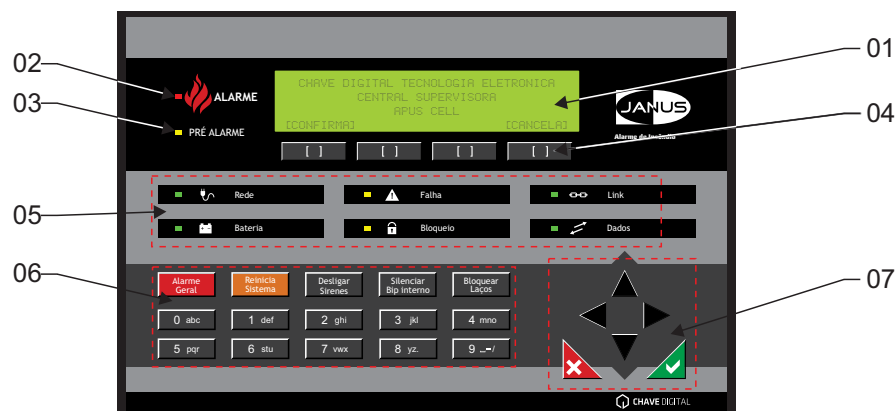 01
02
03
04
05
06
07
ALARME
PRÉ ALARME
CHAVE DIGITAL TECNOLOGIA ELETRONICA
CENTRAL SUPERVISORA
APUS CELL
[CONFIRMA] [CANCELA]
JANUS
Alarme de Incêndio
[ ] [ ] [ ] [ ]
Rede Falha Link
Bateria Bloqueio Dados
Alarme Geral
Reinicia Sistema
Desligar Sirenes
Silenciar Bip interno
Bloquear Laços
0 abc 1 def 2 ghi 3 jkl 4 mno
5 pqr 6 stu 7 vwx 8 yz. 9 _-/
CHAVE DIGITAL